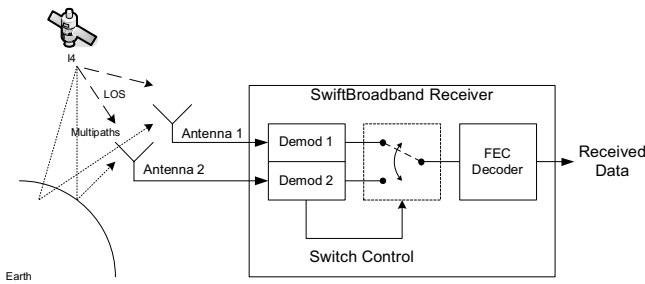 I4
LOS
Multipaths
Antenna 1
Antenna 2
Earth
SwiftBroadband Receiver
Demod 1
Demod 2
FEC
Decoder
Switch Control
Received
Data